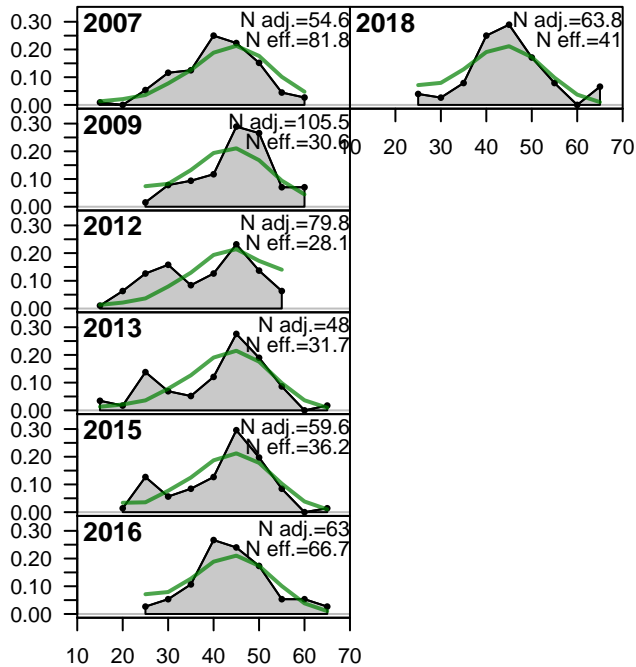 2007
N adj.=54.6
N eff.=81.8
0.30
0.20
0.10
0.00
2018
N adj.=63.8
N eff.=41
10 20 30 40 50 60 70
2009
N adj.=105.5
N eff.=30.6
0.30
0.20
0.10
0.00
2012
N adj.=79.8
N eff.=28.1
0.30
0.20
0.10
0.00
2013
N adj.=48
N eff.=31.7
0.30
0.20
0.10
0.00
2015
N adj.=59.6
N eff.=36.2
0.30
0.20
0.10
0.00
2016
N adj.=63
N eff.=66.7
0.30
0.20
0.10
0.00
10 20 30 40 50 60 70